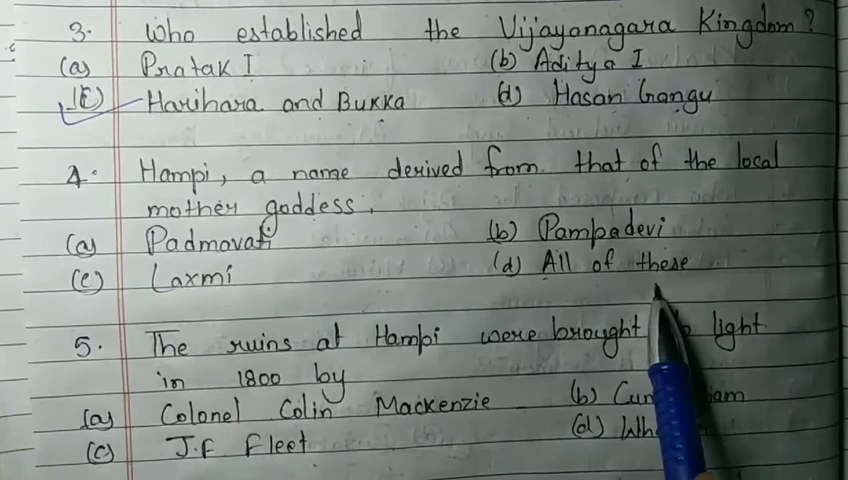 3. Who established the Vijayanagara Kingdom?
(a) Pratak I (b) Aditya I
(c) Harihara and Bukka (d) Hasan Gangu
4. Hampi, a name derived from that of the local
mother goddess.
(a) Padmavati (b) Pampadevi
(c) Laxmi (d) All of these
5. The ruins at Hampi were brought light
in 1800 by
(a) Colonel Colin Mackenzie (b)
(c) J.F Fleet (d)